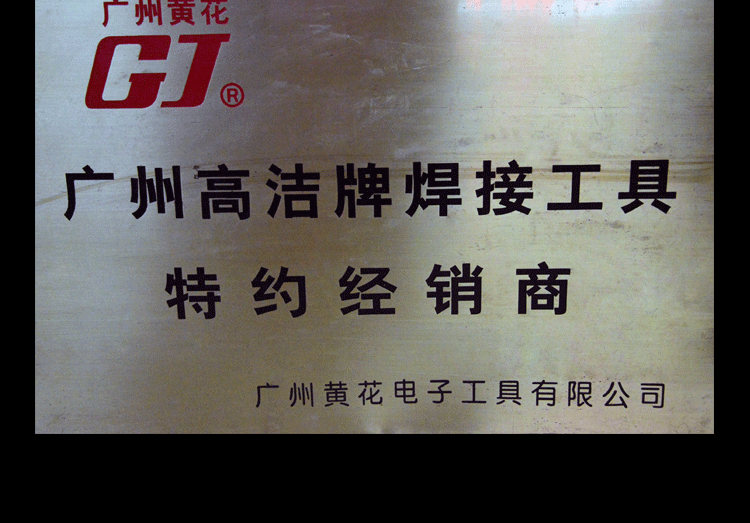 广州黄花
GJ®
广州高洁牌焊接工具
特约经销商
广州黄花电子工具有限公司